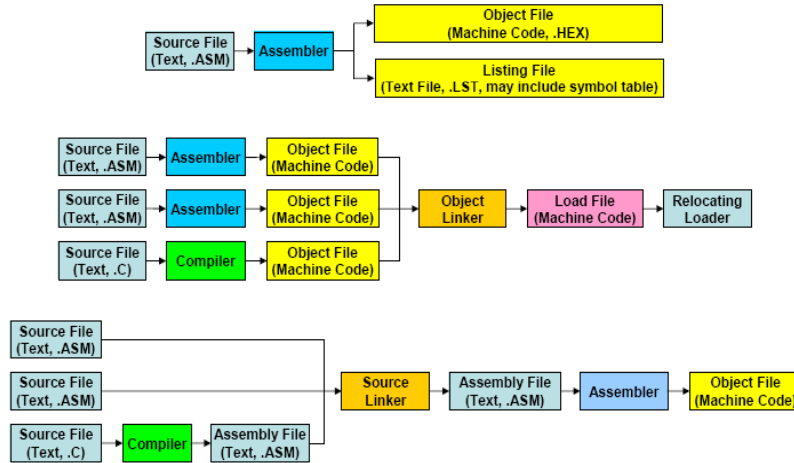 Object File
(Machine Code, .HEX)
Source File
(Text, .ASM)
Assembler
Listing File
(Text File, .LST, may include symbol table)
Source File
(Text, .ASM)
Assembler
Object File
(Machine Code)
Source File
(Text, .ASM)
Assembler
Object File
(Machine Code)
Object
Linker
Load File
(Machine Code)
Relocating
Loader
Source File
(Text, .C)
Compiler
Object File
(Machine Code)
Source File
(Text, .ASM)
Source File
(Text, .ASM)
Source
Linker
Assembly File
(Text, .ASM)
Assembler
Object File
(Machine Code)
Source File
(Text, .C)
Compiler
Assembly File
(Text, .ASM)